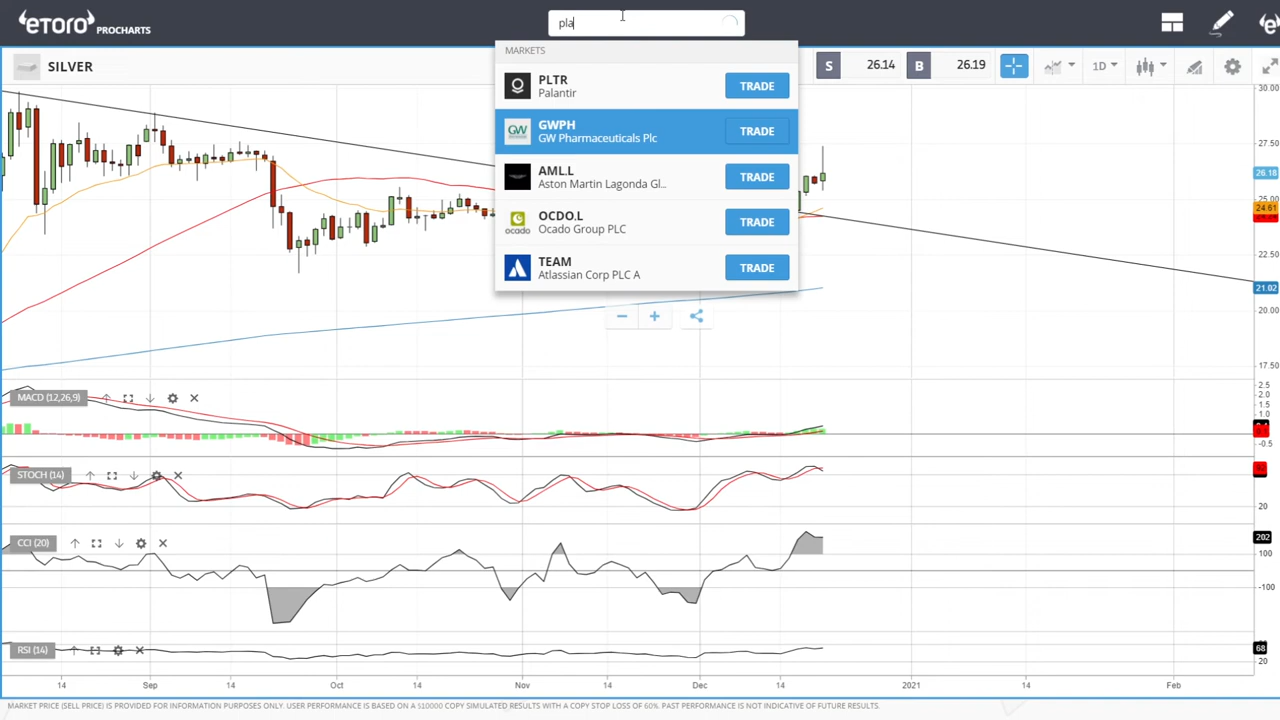 eTORO PROCHARTS
pla
MARKETS
PLTR
Palantir
TRADE
GWPH
GW Pharmaceuticals Plc
TRADE
AML.L
Aston Martin Lagonda Gl...
TRADE
OCDO.L
Ocado Group PLC
TRADE
TEAM
Atlassian Corp PLC A
TRADE
SILVER
S 26.14 B 26.19 1D
30.00
27.50
26.18
25.00
24.61
22.50
21.02
20.00
17.50
MACD (12,26,9)
2.5
2.0
1.5
1.0
-0.5
STOCH (14)
20
CCI (20)
202
100
-100
RSI (14)
68
20
14 Sep 14 Oct 14 Nov 14 Dec 14 2021 14 Feb
MARKET PRICE (SELL PRICE) IS PROVIDED FOR INFORMATION PURPOSES ONLY. USER PERFORMANCE IS BASED ON A $10000 COPY SIMULATED RESULTS WITH A COPY STOP LOSS OF 60%. PAST PERFORMANCE IS NOT INDICATIVE OF FUTURE RESULTS.